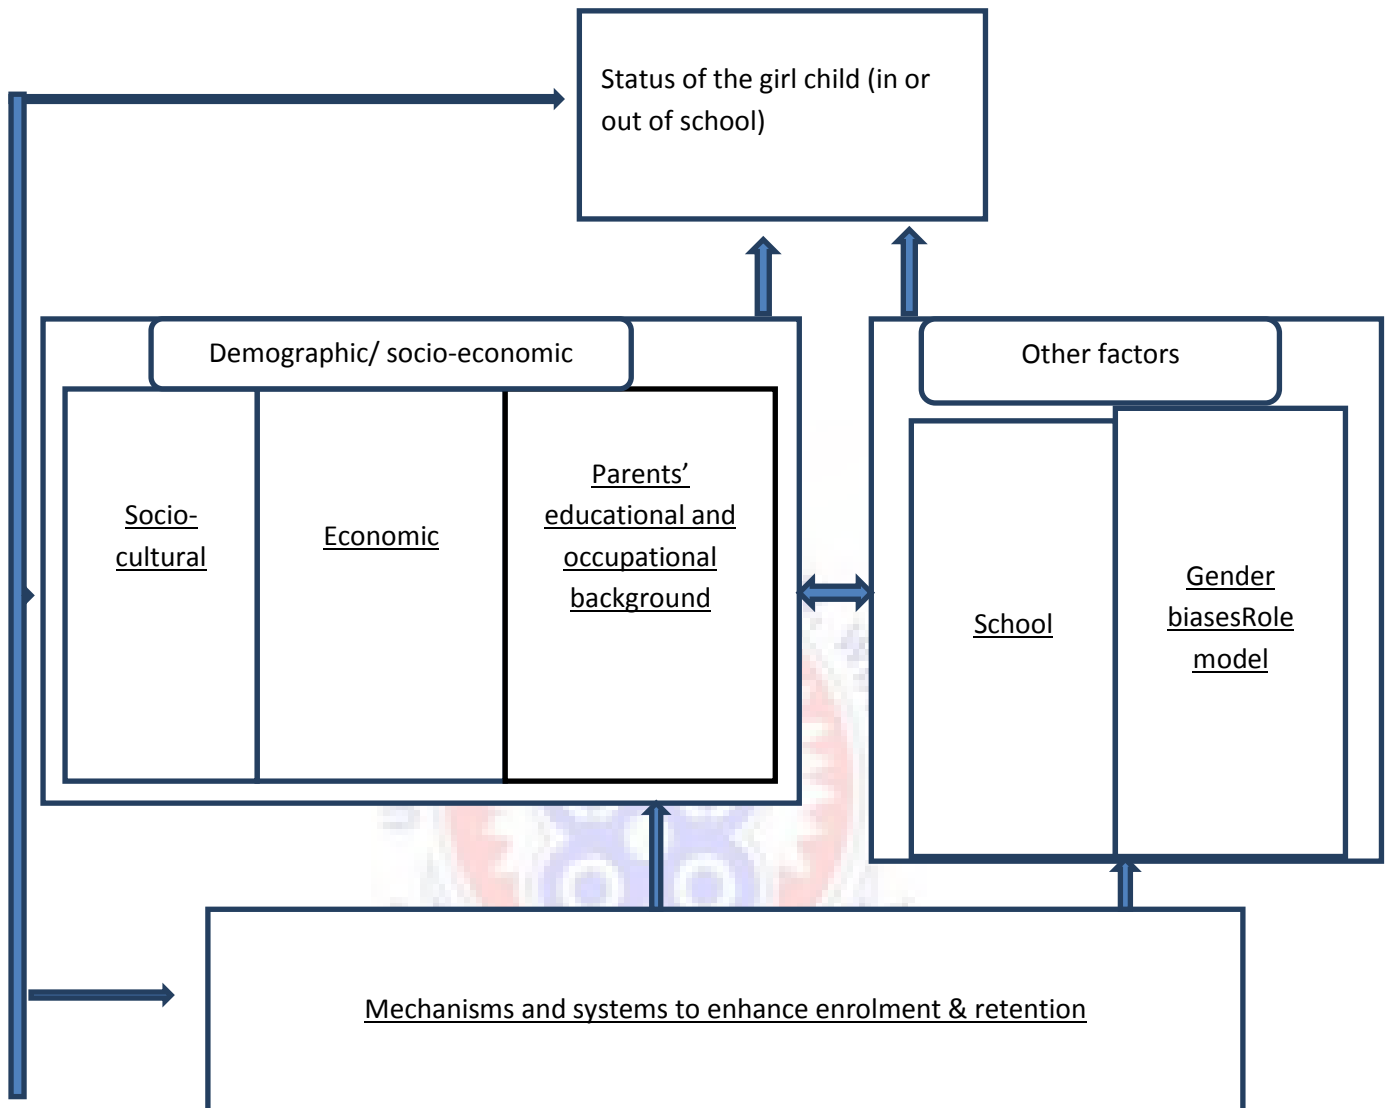 Status of the girl child (in or
out of school)
Demographic/ socio-economic
Other factors
Socio-
cultural
Economic
Parents’
educational and
occupational
background
School
Gender
biasesRole
model
Mechanisms and systems to enhance enrolment & retention